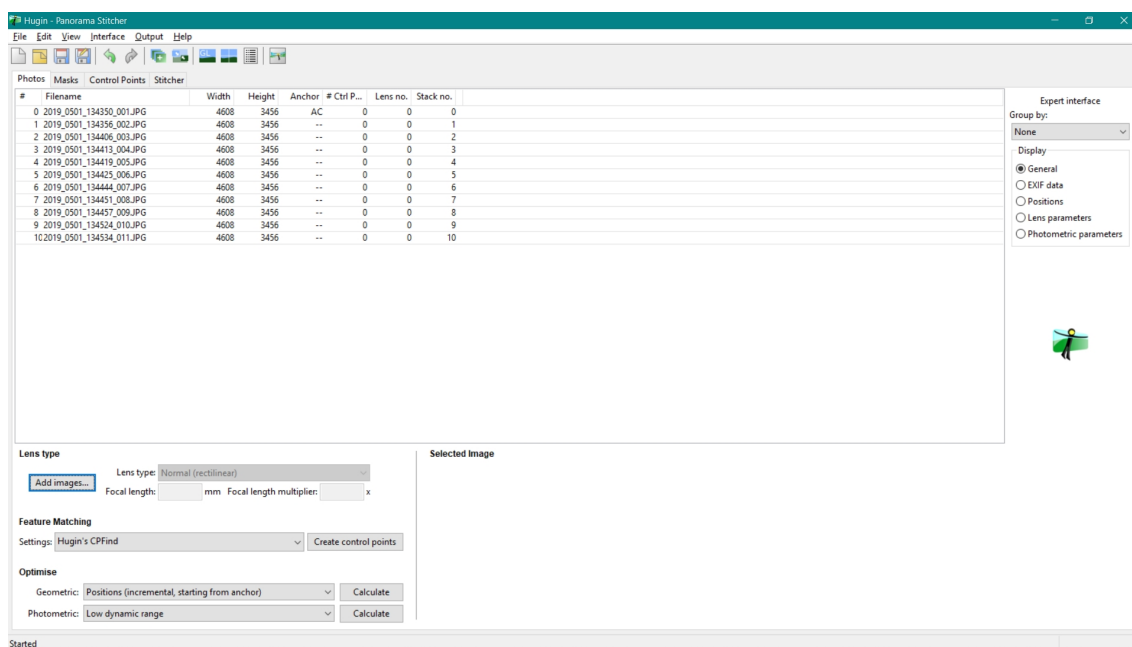 Hugin - Panorama Stitcher
File Edit View Interface Output Help
Photos Masks Control Points Stitcher
# Filename Width Height Anchor # Ctrl P... Lens no. Stack no.
0 2019_0501_134350_001.JPG 4608 3456 AC 0 0 0
1 2019_0501_134356_002.JPG 4608 3456 -- 0 0 1
2 2019_0501_134406_003.JPG 4608 3456 -- 0 0 2
3 2019_0501_134413_004.JPG 4608 3456 -- 0 0 3
4 2019_0501_134419_005.JPG 4608 3456 -- 0 0 4
5 2019_0501_134425_006.JPG 4608 3456 -- 0 0 5
6 2019_0501_134444_007.JPG 4608 3456 -- 0 0 6
7 2019_0501_134451_008.JPG 4608 3456 -- 0 0 7
8 2019_0501_134457_009.JPG 4608 3456 -- 0 0 8
9 2019_0501_134524_010.JPG 4608 3456 -- 0 0 9
10 2019_0501_134534_011.JPG 4608 3456 -- 0 0 10
Expert interface
Group by:
None
Display
General
EXIF data
Positions
Lens parameters
Photometric parameters
Lens type
Add images...
Lens type: Normal (rectilinear)
Focal length: mm Focal length multiplier: x
Feature Matching
Settings: Hugin's CPFind Create control points
Optimise
Geometric: Positions (incremental, starting from anchor) Calculate
Photometric: Low dynamic range Calculate
Selected Image
Started